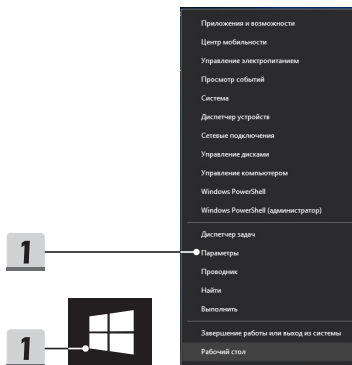 Приложения и возможности
Центр мобильности
Управление электропитанием
Просмотр событий
Система
Диспетчер устройств
Сетевые подключения
Управление дисками
Управление компьютером
Windows PowerShell
Windows PowerShell (администратор)
Диспетчер задач
1
Параметры
Проводник
Найти
Выполнить
1
Завершение работы или выход из системы
Рабочий стол